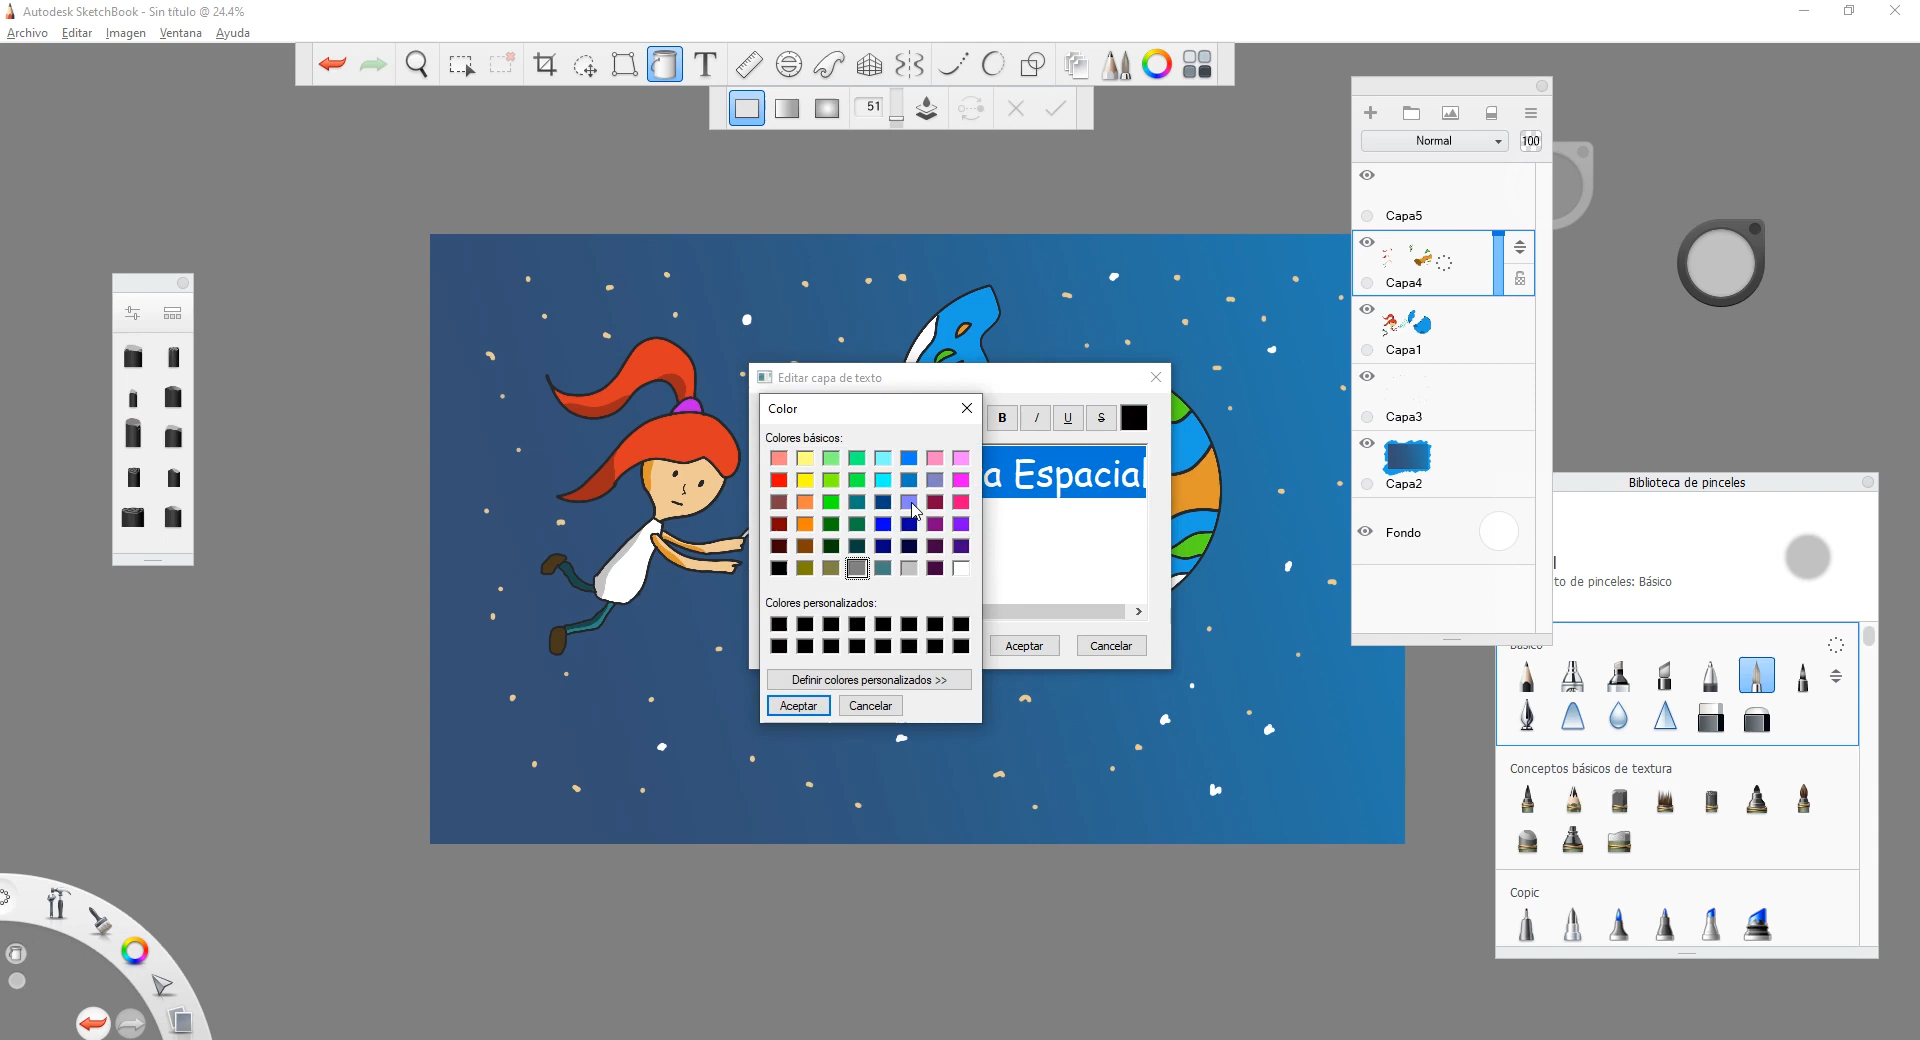 Autodesk SketchBook - Sin título @ 24.4%
Archivo Editar Imagen Ventana Ayuda
T
51
Normal 100
Capa5
Capa4
Capa1
Capa3
Capa2
Fondo
Editar capa de texto
B I U S
a Espacial
Aceptar Cancelar
Color
Colores básicos:
Colores personalizados:
Definir colores personalizados >>
Aceptar Cancelar
Biblioteca de pinceles
to de pinceles: Básico
Básico
Conceptos básicos de textura
Copic